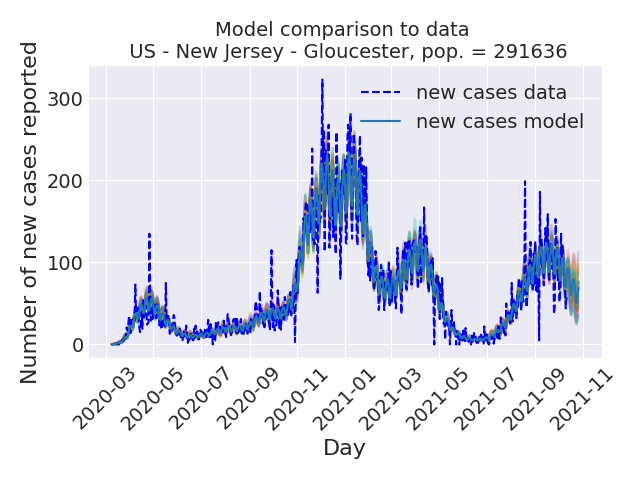 Model comparison to data
US - New Jersey - Gloucester, pop. = 291636
Number of new cases reported
300
200
100
0
new cases data
new cases model
2020-03
2020-05
2020-07
2020-09
2020-11
2021-01
2021-03
2021-05
2021-07
2021-09
2021-11
Day